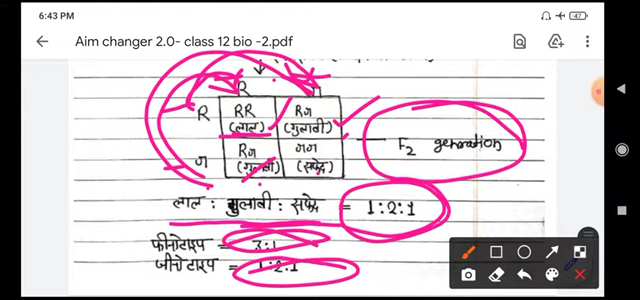 6:43 PM
47
Aim changer 2.0- class 12 bio -2.pdf
R
R RR Rr
(लाल) (गुलाबी)
F2 generation
r Rr rr
(गुलाबी) (सफेद)
लाल : गुलाबी : सफेद = 1:2:1
फीनोटाइप = 3:1
जीनोटाइप = 1:2:1